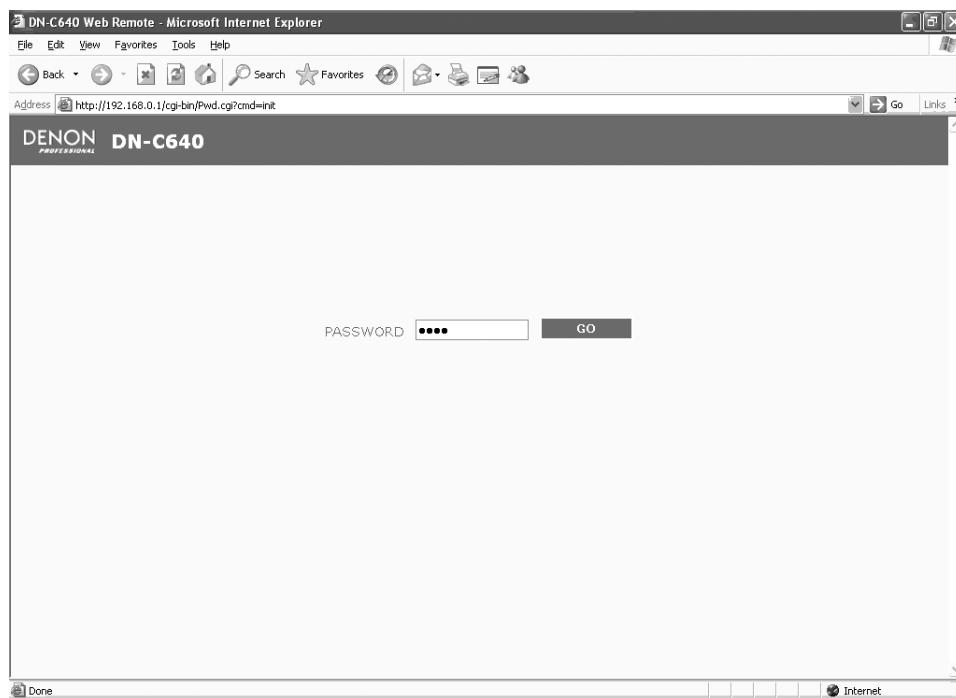 DN-C640 Web Remote - Microsoft Internet Explorer
File Edit View Favorites Tools Help
Back Search Favorites
Address http://192.168.0.1/cgi-bin/Pwd.cgi?cmd=init Go Links
DENON PROFESSIONAL DN-C640
PASSWORD •••• GO
Done Internet